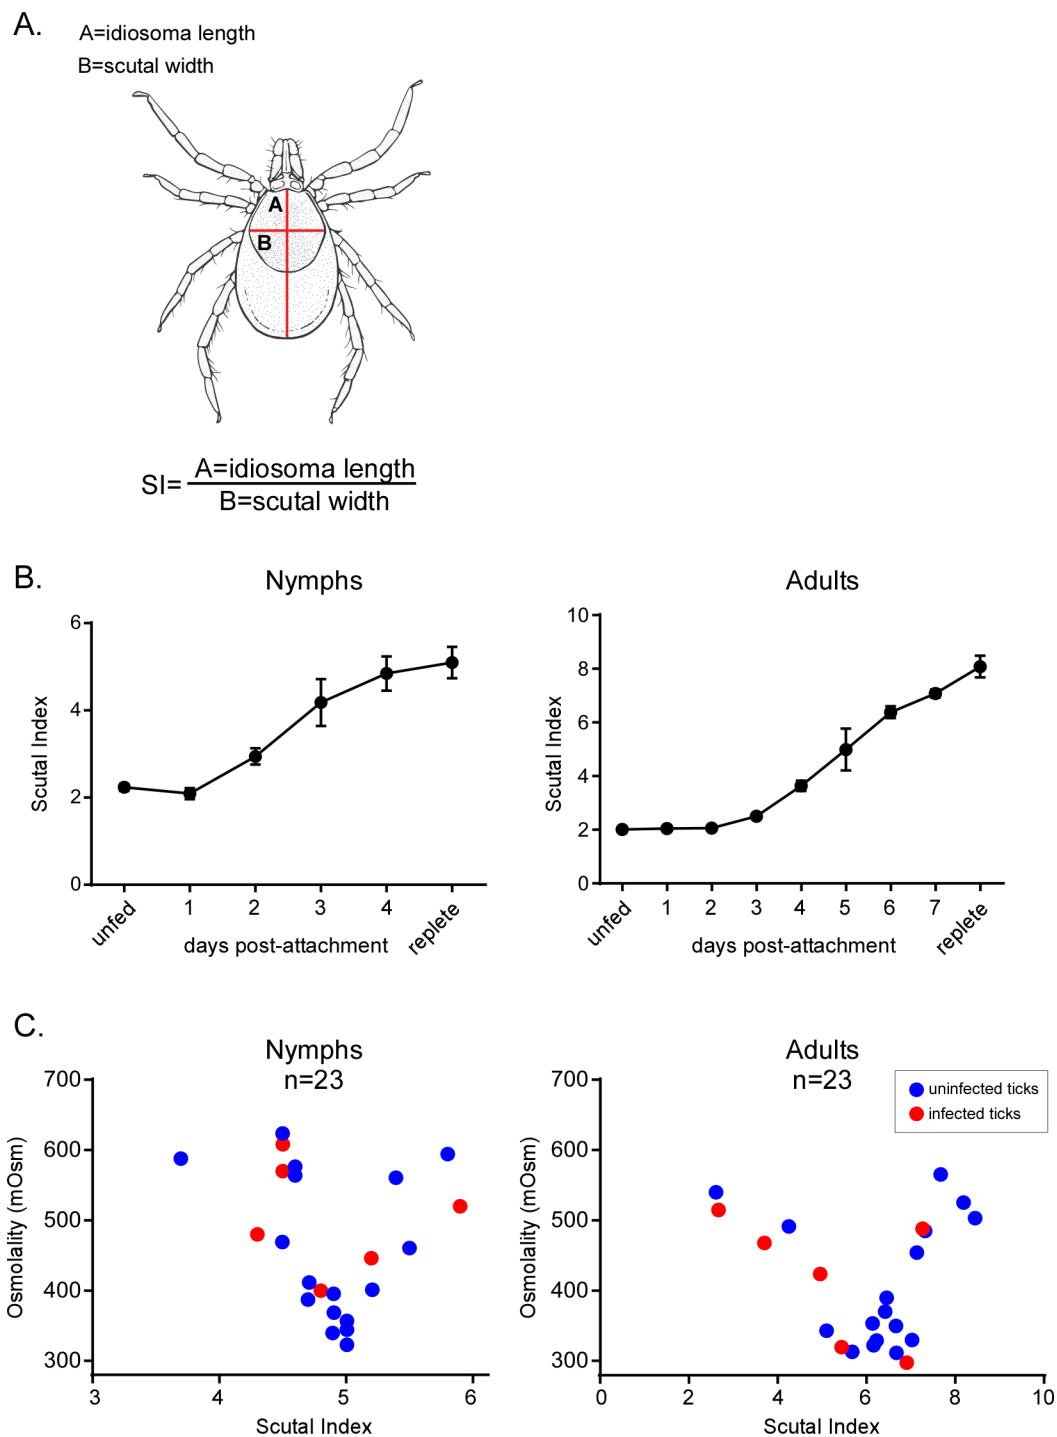 A.
A=idiosoma length
B=scutal width
A
B
SI= A=idiosoma length
B=scutal width
B.
Nymphs
Scutal Index
6
4
2
0
unfed 1 2 3 4 replete
days post-attachment
Adults
Scutal Index
10
8
6
4
2
0
unfed 1 2 3 4 5 6 7 replete
days post-attachment
C.
Nymphs
n=23
Osmolality (mOsm)
700
600
500
400
300
3 4 5 6
Scutal Index
Adults
n=23
uninfected ticks
infected ticks
Osmolality (mOsm)
700
600
500
400
300
0 2 4 6 8 10
Scutal Index